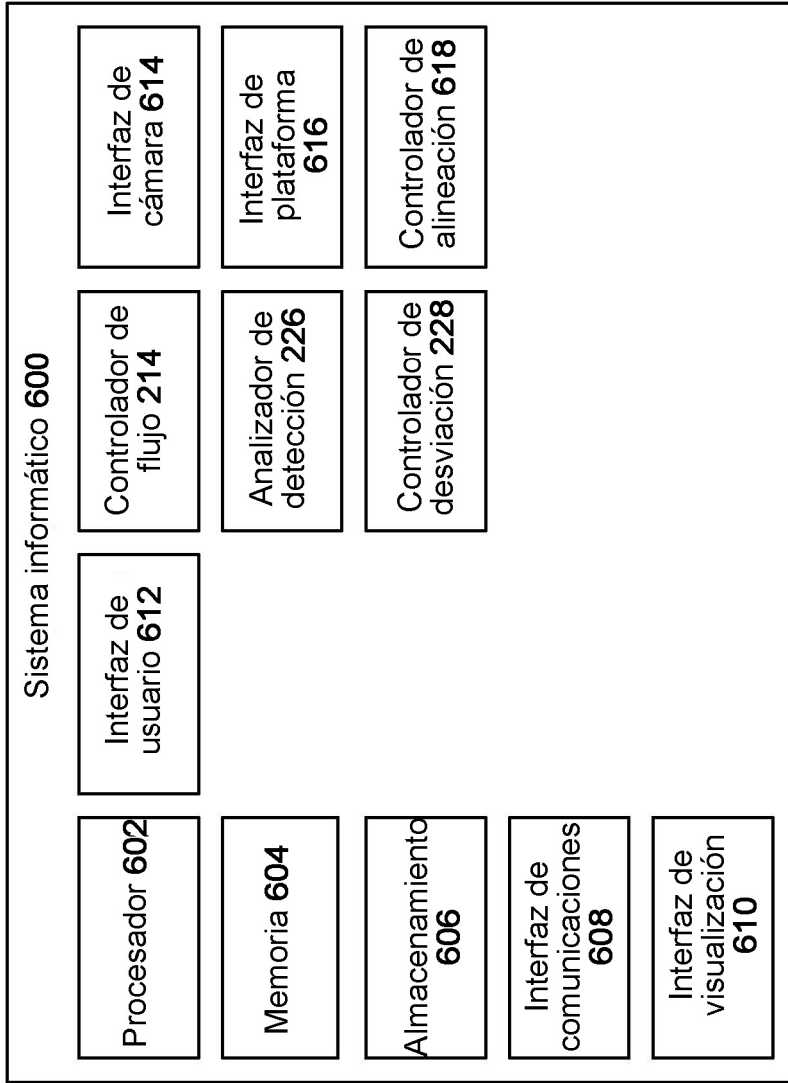 Sistema informático 600
Procesador 602
Memoria 604
Almacenamiento
606
Interfaz de
comunicaciones
608
Interfaz de
visualización
610
Interfaz de
usuario 612
Controlador de
flujo 214
Analizador de
detección 226
Controlador de
desviación 228
Interfaz de
cámara 614
Interfaz de
plataforma
616
Controlador de
alineación 618